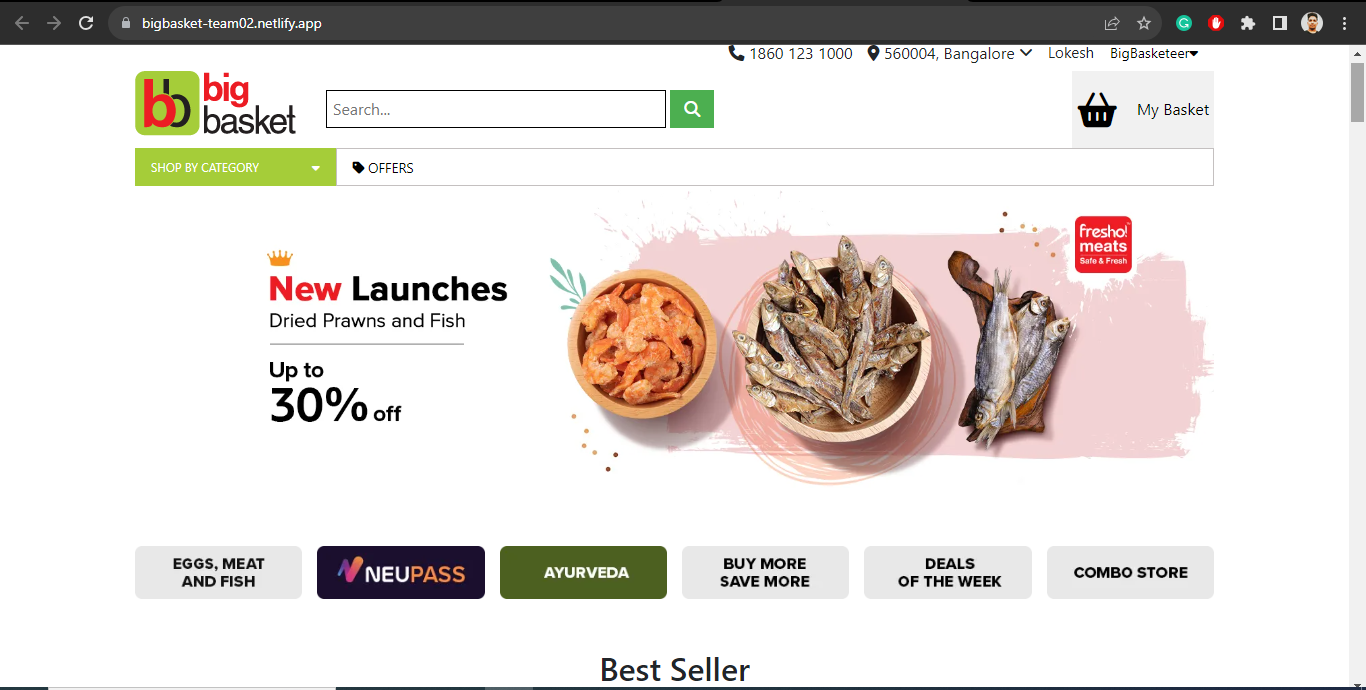 bigbasket-team02.netlify.app
1860 123 1000 560004, Bangalore Lokesh BigBasketeer
bb big
basket
Search...
My Basket
SHOP BY CATEGORY OFFERS
fresho!
meats
Safe & Fresh
New Launches
Dried Prawns and Fish
Up to
30% off
EGGS, MEAT
AND FISH
NEUPASS
AYURVEDA
BUY MORE
SAVE MORE
DEALS
OF THE WEEK
COMBO STORE
Best Seller